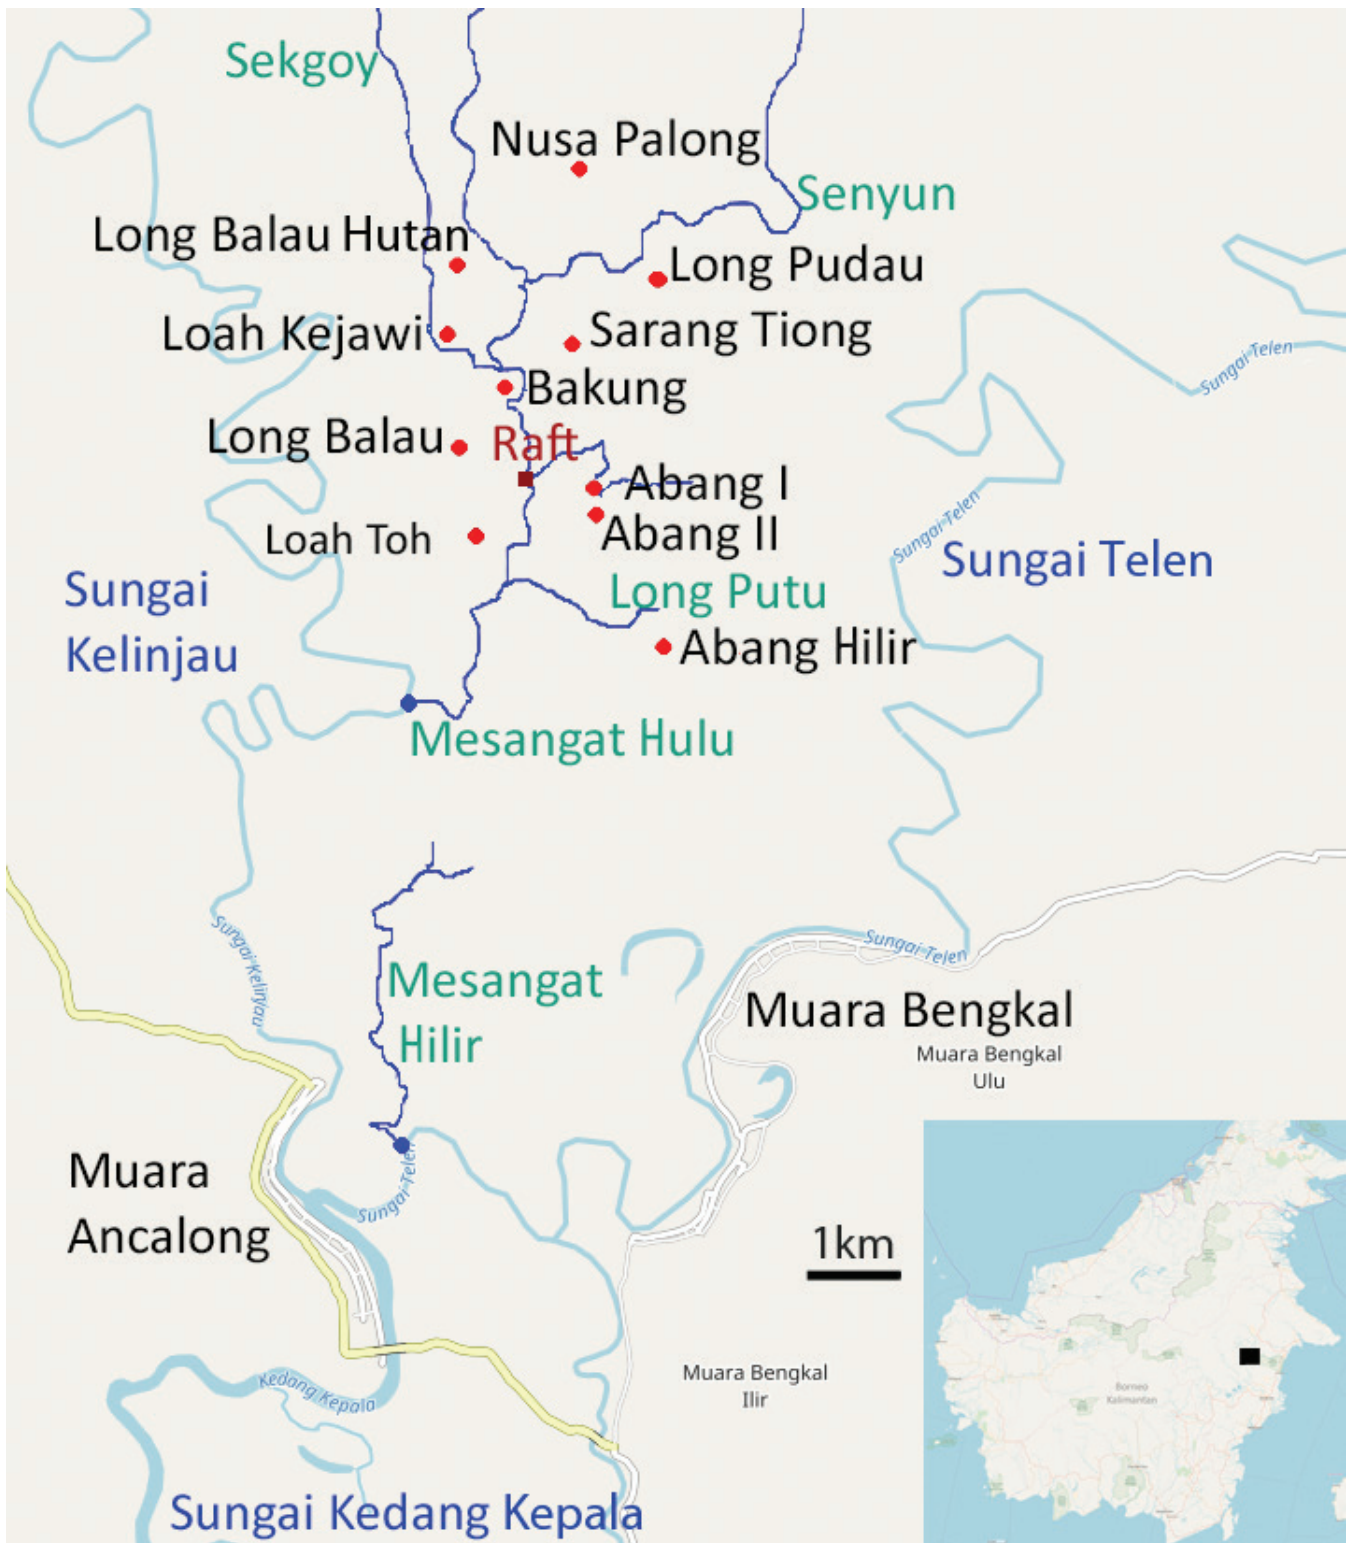 Sekgoy
Nusa Palong
Senyun
Long Balau Hutan
Long Pudau
Loah Kejawi
Sarang Tiong
Sungai Telen
Bakung
Long Balau
Raft
Abang I
Sungai Telen
Loah Toh
Abang II
Sungai Telen
Sungai
Kelinjau
Long Putu
Abang Hilir
Mesangat Hulu
Sungai Kelinjau
Sungai Telen
Mesangat
Hilir
Muara Bengkal
Muara Bengkal
Ulu
Muara
Ancalong
Sungai Telen
1km
Muara Bengkal
Ilir
Kedang Kepala
Borneo
Kalimantan
Sungai Kedang Kepala